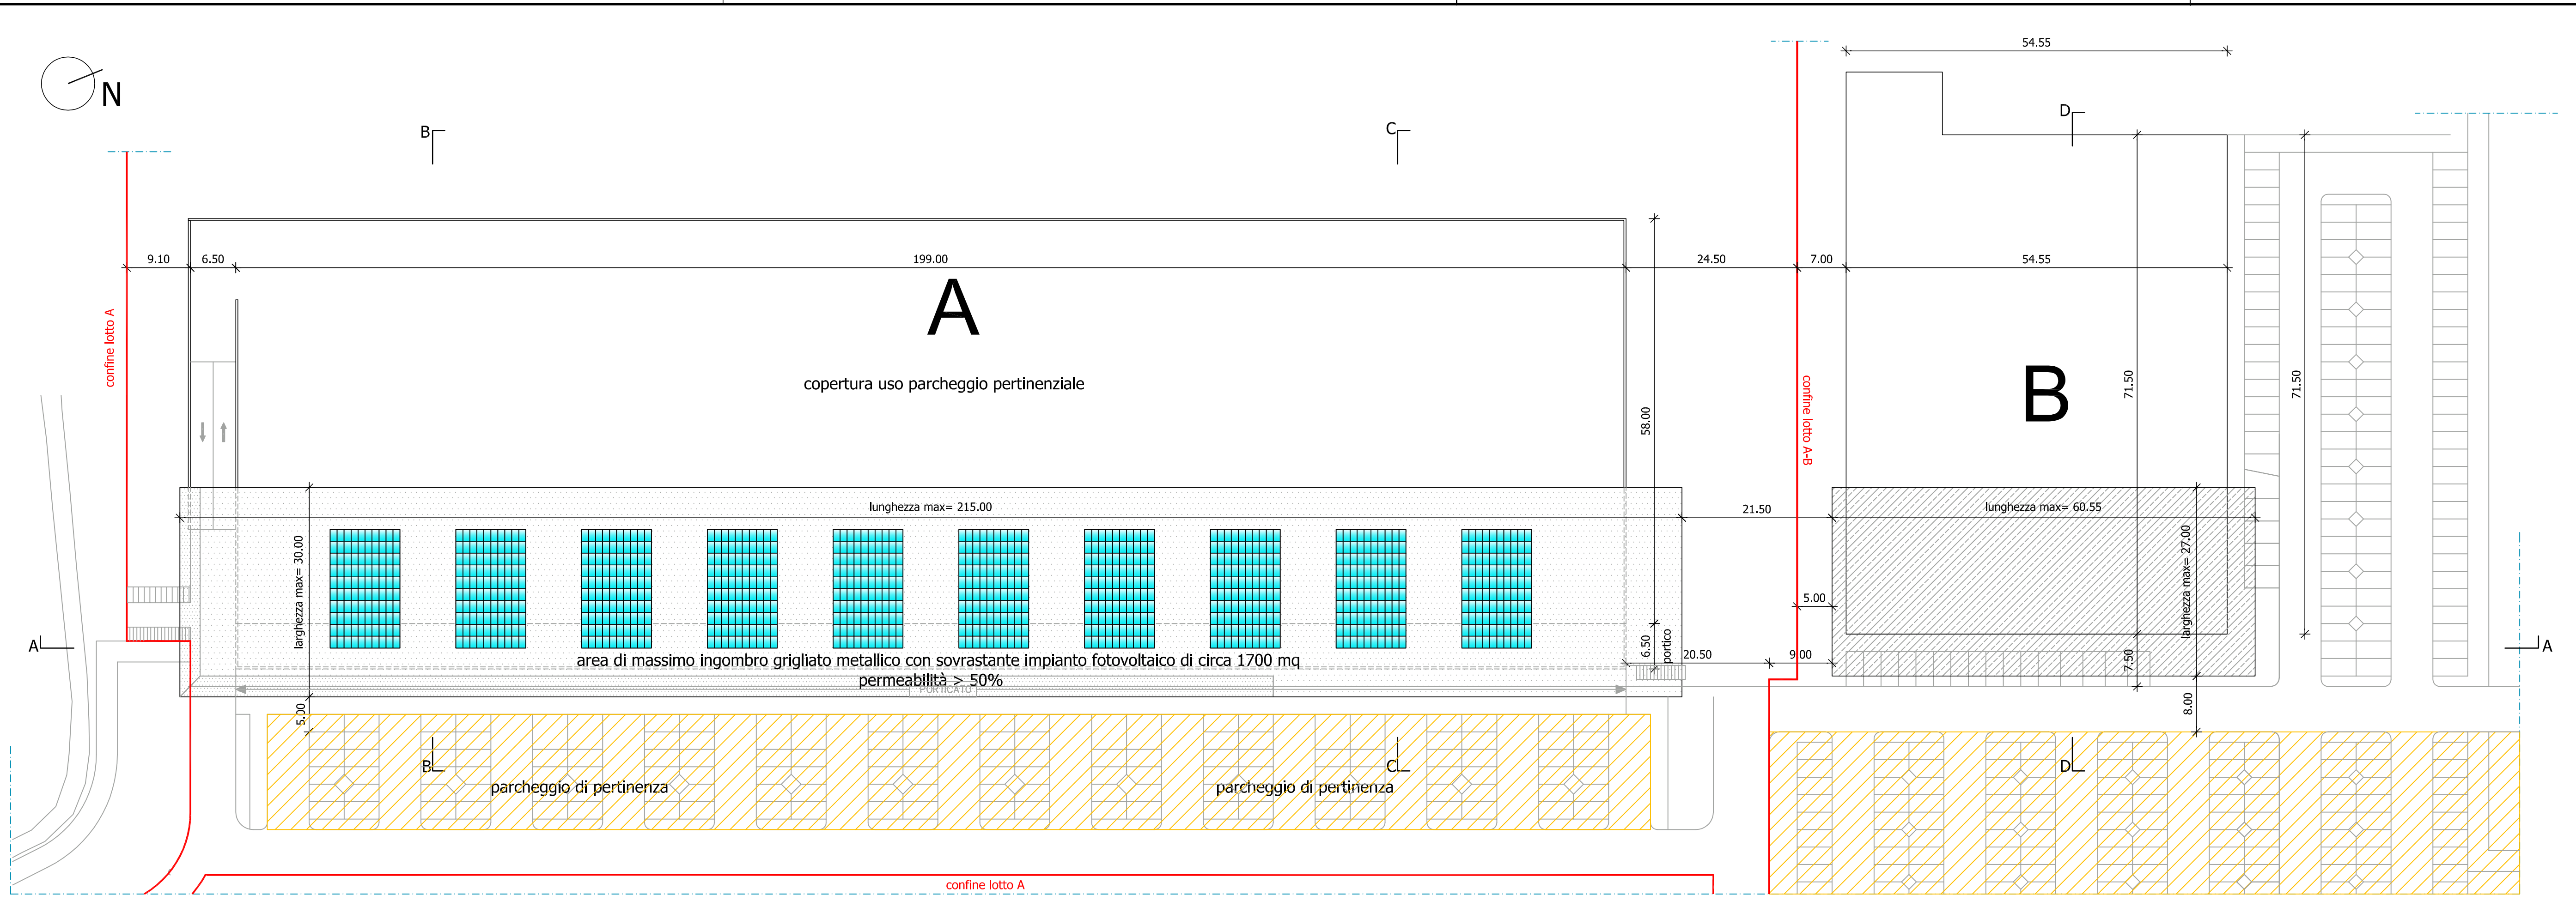 54.55
N
B
C
D
9.10
6.50
199.00
24.50
7.00
54.55
A
confine lotto A
copertura uso parcheggio pertinenziale
58.00
confine lotto A-B
B
71.50
71.50
lunghezza max= 215.00
21.50
lunghezza max= 60.55
larghezza max= 30.00
larghezza max= 27.00
5.00
A
6.50
portico
A
area di massimo ingombro grigliato metallico con sovrastante impianto fotovoltaico di circa 1700 mq
20.50
9.00
7.50
permeabilità > 50%
PORTICATO
5.00
8.00
B
C
D
parcheggio di pertinenza
parcheggio di pertinenza
confine lotto A